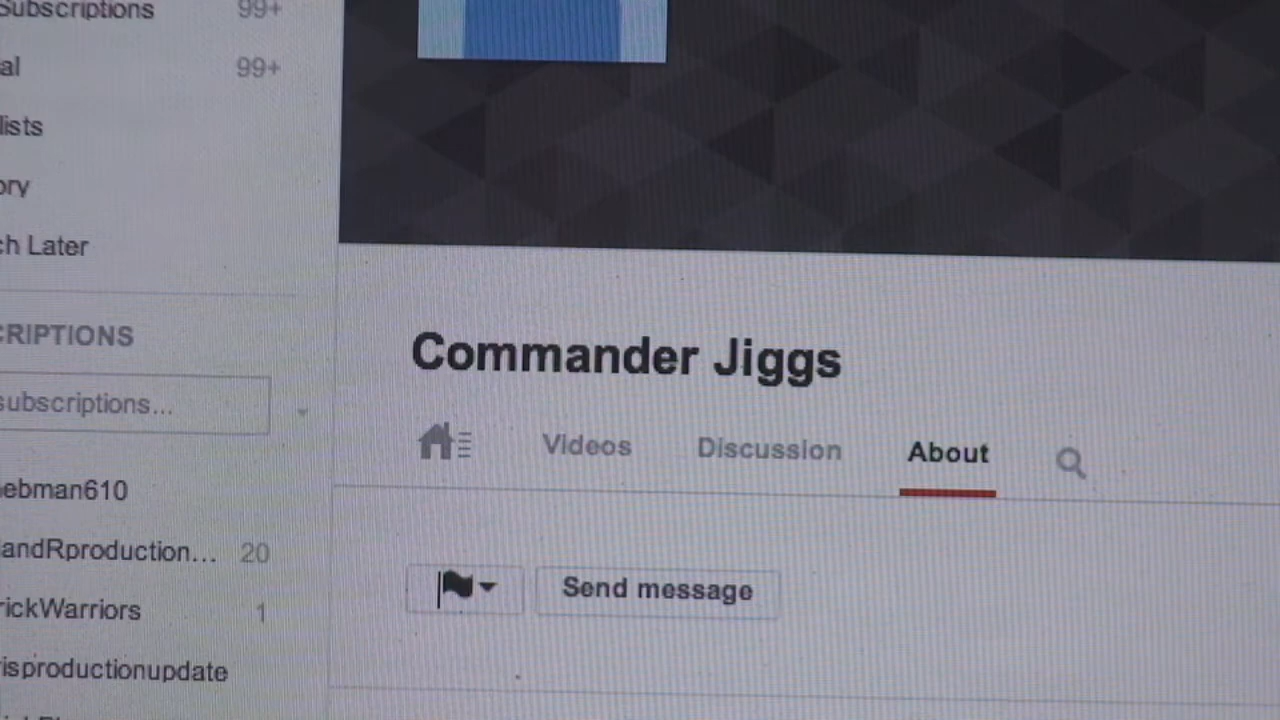 Subscriptions 99+
al 99+
lists
ory
ch Later
CRIPTIONS
subscriptions...
ebman610
andRproduction... 20
rickWarriors 1
isproductionupdate
Commander Jiggs
Videos Discussion About
Send message